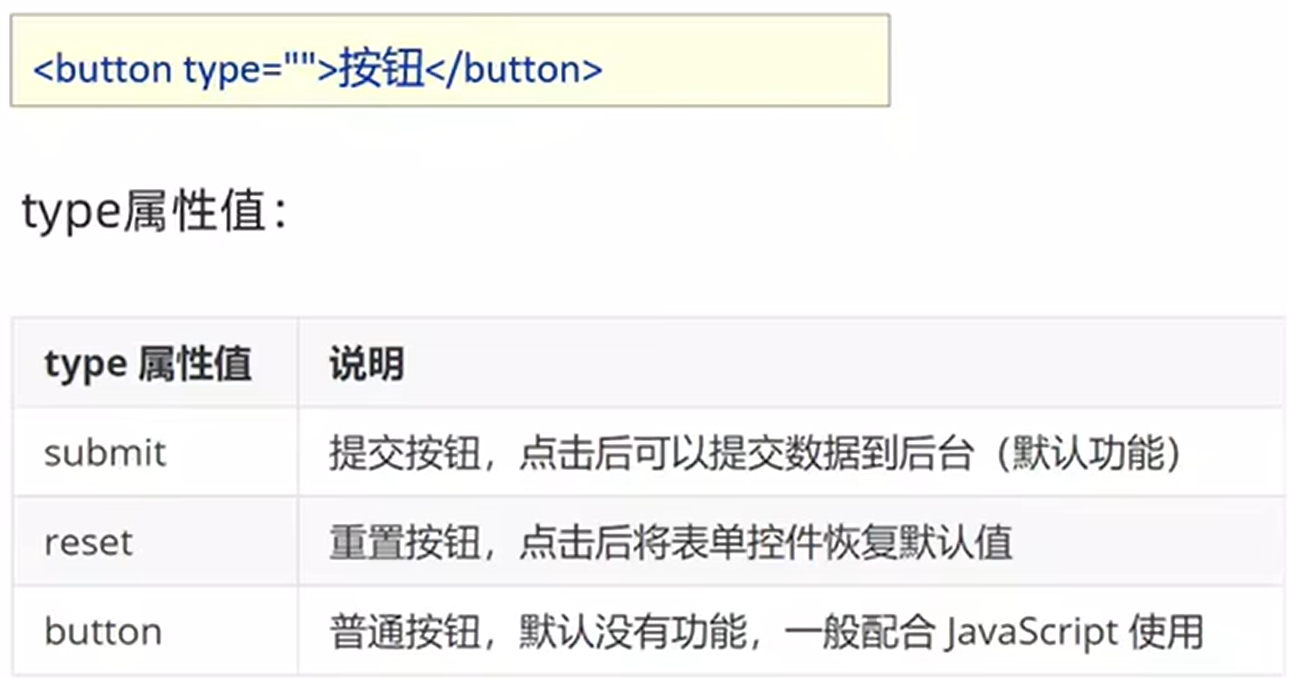 <button type="">按钮</button>
type属性值：
type 属性值 说明
submit 提交按钮，点击后可以提交数据到后台（默认功能）
reset 重置按钮，点击后将表单控件恢复默认值
button 普通按钮，默认没有功能，一般配合 JavaScript 使用